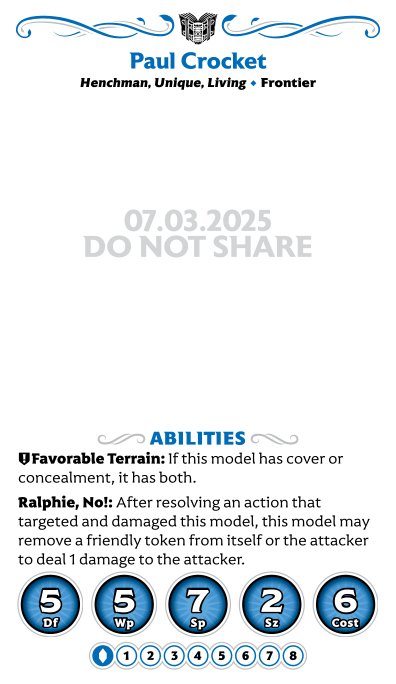 Paul Crocket
Henchman, Unique, Living ◆ Frontier
07.03.2025
DO NOT SHARE
ABILITIES
Favorable Terrain: If this model has cover or
concealment, it has both.
Ralphie, No!: After resolving an action that
targeted and damaged this model, this model may
remove a friendly token from itself or the attacker
to deal 1 damage to the attacker.
5 5 7 2 6
Df Wp Sp Sz Cost
1 2 3 4 5 6 7 8